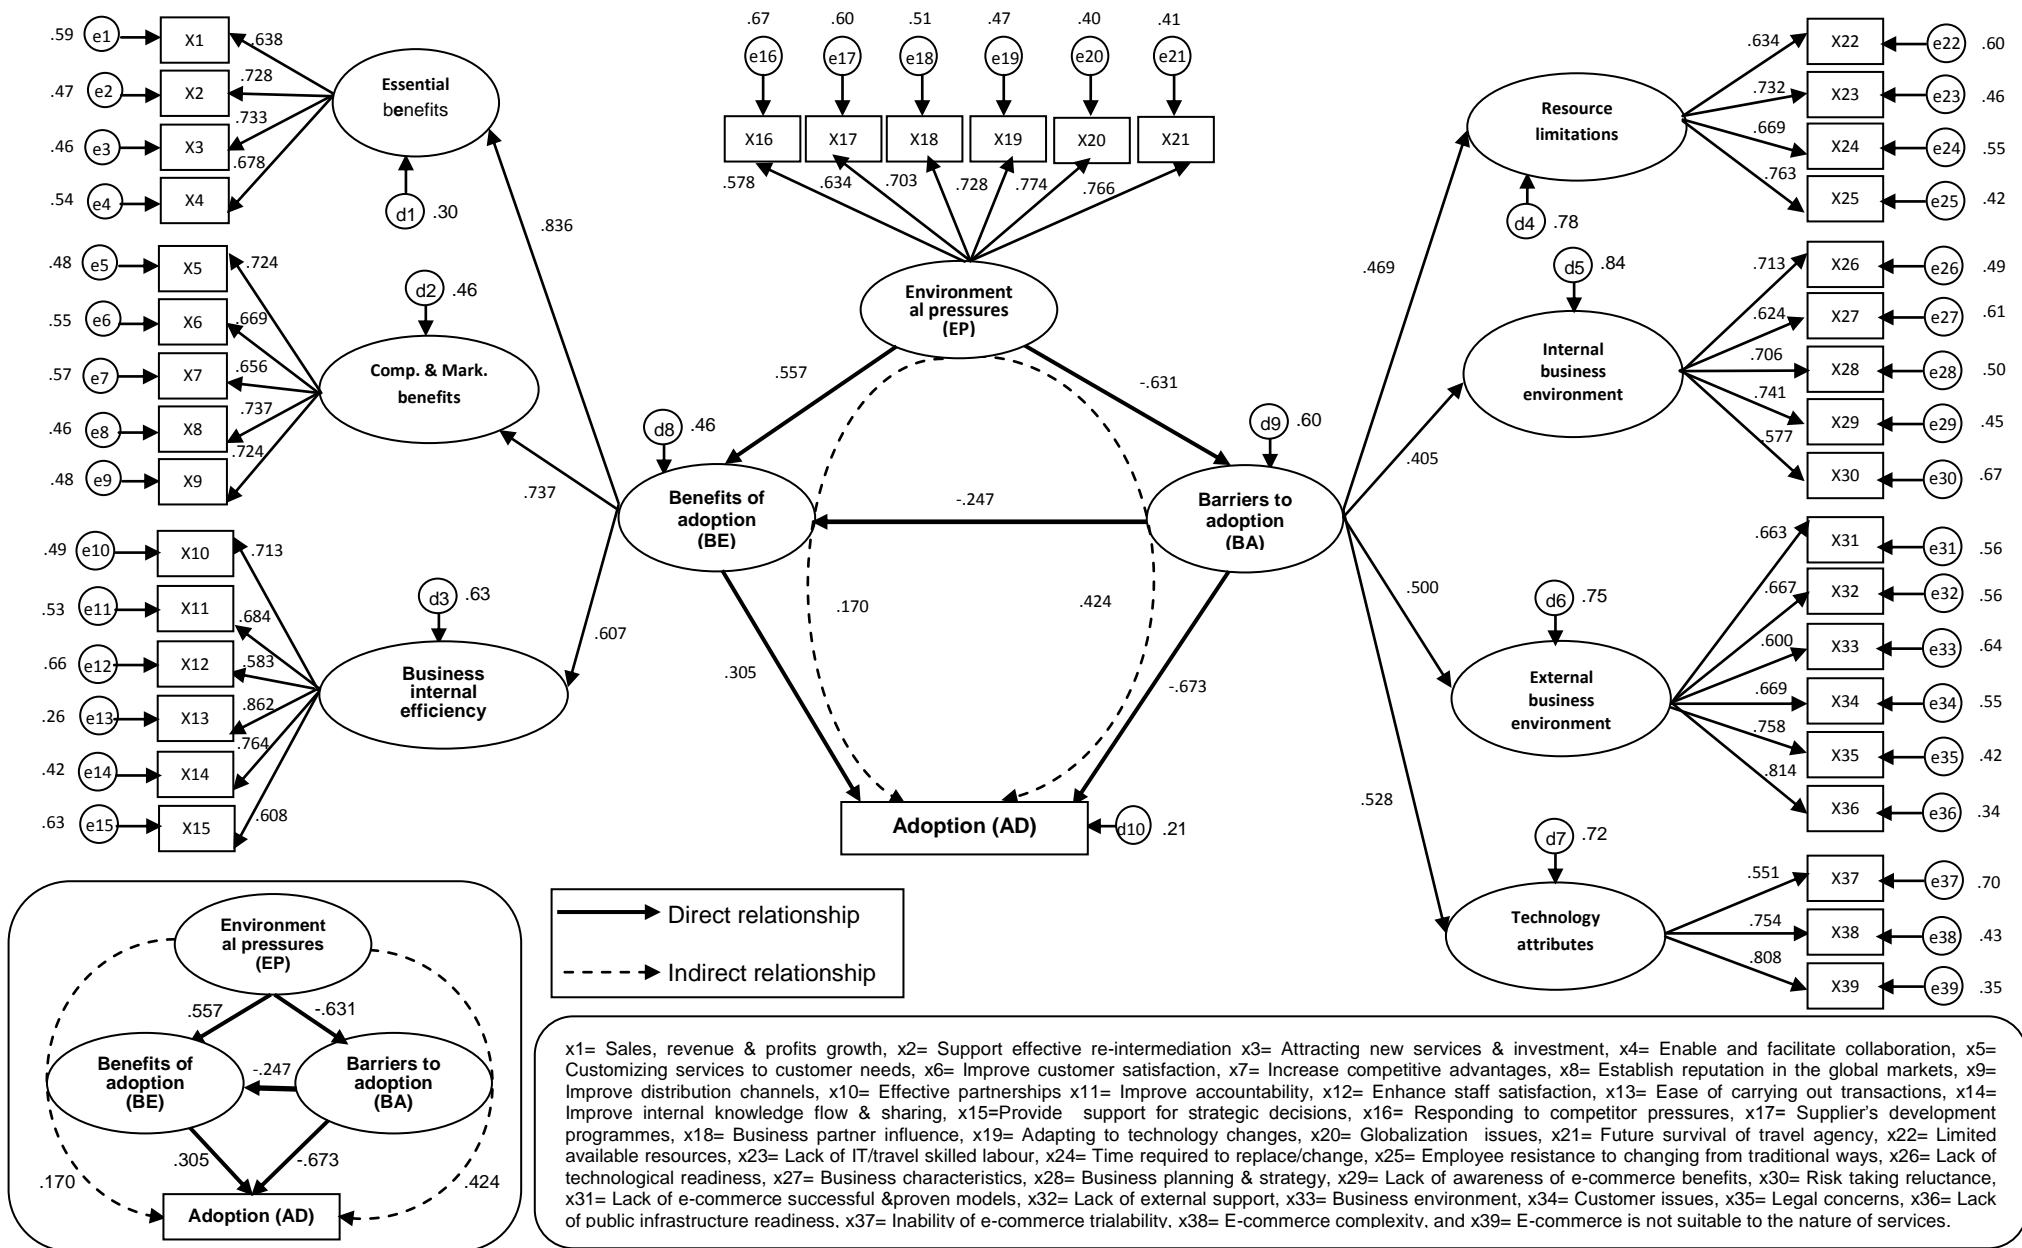 .59 e1 X1 .638
.47 e2 X2 .728
.46 e3 X3 .733
.54 e4 X4 .678
Essential
benefits
d1 .30
.48 e5 X5 .724
.55 e6 X6 .669
.57 e7 X7 .656
.46 e8 X8 .737
.48 e9 X9 .724
d2 .46
Comp. & Mark.
benefits
.49 e10 X10 .713
.53 e11 X11 .684
.66 e12 X12 .583
.26 e13 X13 .862
.42 e14 X14 .764
.63 e15 X15 .608
d3 .63
Business
internal
efficiency
.836
.737
.607
.67 .60 .51 .47 .40 .41
e16 e17 e18 e19 e20 e21
X16 X17 X18 X19 X20 X21
.578 .634 .703 .728 .774 .766
Environment
al pressures
(EP)
.557
-.631
d8 .46
d9 .60
Benefits of
adoption
(BE)
-.247
Barriers to
adoption
(BA)
.170
.424
.305
-.673
Adoption (AD)
d10 .21
.469
.405
.500
.528
Resource
limitations
d4 .78
.634 X22 e22 .60
.732 X23 e23 .46
.669 X24 e24 .55
.763 X25 e25 .42
d5 .84
Internal
business
environment
.713 X26 e26 .49
.624 X27 e27 .61
.706 X28 e28 .50
.741 X29 e29 .45
.577 X30 e30 .67
d6 .75
External
business
environment
.663 X31 e31 .56
.667 X32 e32 .56
.600 X33 e33 .64
.669 X34 e34 .55
.758 X35 e35 .42
.814 X36 e36 .34
d7 .72
Technology
attributes
.551 X37 e37 .70
.754 X38 e38 .43
.808 X39 e39 .35
Environment
al pressures
(EP)
.557
-.631
Benefits of
adoption
(BE)
-.247
Barriers to
adoption
(BA)
.305
-.673
.170
.424
Adoption (AD)
Direct relationship
Indirect relationship
x1= Sales, revenue & profits growth, x2= Support effective re-intermediation x3= Attracting new services & investment, x4= Enable and facilitate collaboration, x5=
Customizing services to customer needs, x6= Improve customer satisfaction, x7= Increase competitive advantages, x8= Establish reputation in the global markets, x9=
Improve distribution channels, x10= Effective partnerships x11= Improve accountability, x12= Enhance staff satisfaction, x13= Ease of carrying out transactions, x14=
Improve internal knowledge flow & sharing, x15=Provide support for strategic decisions, x16= Responding to competitor pressures, x17= Supplier's development
programmes, x18= Business partner influence, x19= Adapting to technology changes, x20= Globalization issues, x21= Future survival of travel agency, x22= Limited
available resources, x23= Lack of IT/travel skilled labour, x24= Time required to replace/change, x25= Employee resistance to changing from traditional ways, x26= Lack of
technological readiness, x27= Business characteristics, x28= Business planning & strategy, x29= Lack of awareness of e-commerce benefits, x30= Risk taking reluctance,
x31= Lack of e-commerce successful &proven models, x32= Lack of external support, x33= Business environment, x34= Customer issues, x35= Legal concerns, x36= Lack
of public infrastructure readiness, x37= Inability of e-commerce trialability, x38= E-commerce complexity, and x39= E-commerce is not suitable to the nature of services.